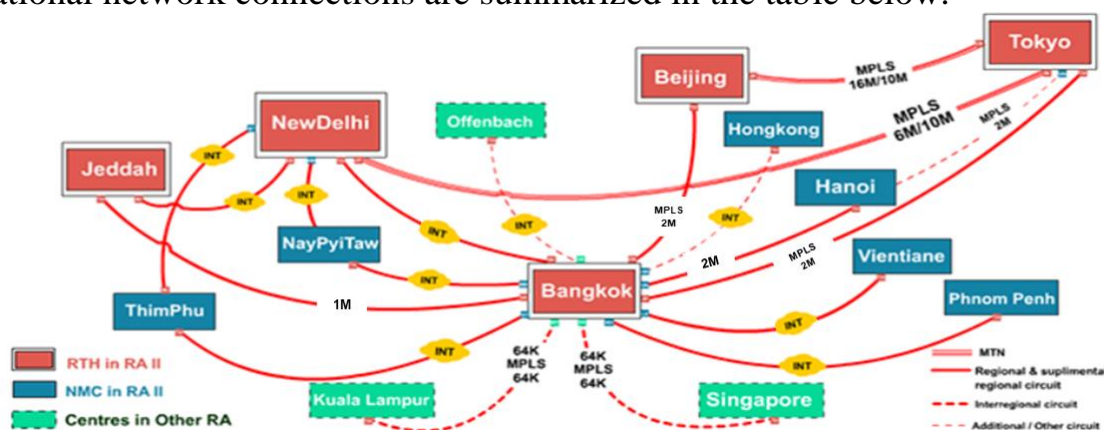 ational network connections are summarized in the table below:
Tokyo
Beijing
MPLS
16M/10M
NewDelhi
Offenbach
Hongkong
MPLS
6M/10M
MPLS
2M
Jeddah
INT
INT
INT
Hanoi
NayPyiTaw
INT
INT
MPLS
2M
INT
2M
MPLS
2M
Vientiane
INT
Bangkok
Phnom Penh
1M
ThimPhu
INT
INT
INT
64K
MPLS
64K
64K
MPLS
64K
Kuala Lampur
Singapore
RTH in RA II
NMC in RA II
Centres in Other RA
MTN
Regional & suplimenta
regional circuit
Interregional circuit
Additional / Other circuit